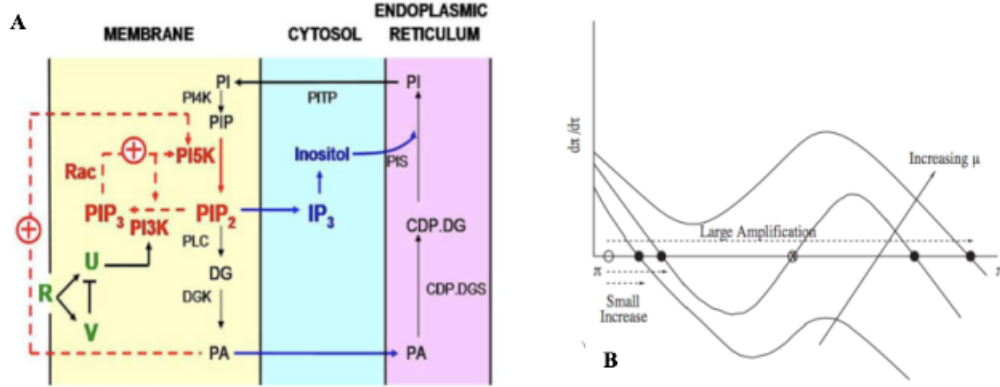 A
MEMBRANE
CYTOSOL
ENDOPLASMIC
RETICULUM
PI
PITP
PI
PI4K
PIP
PI5K
Rac
Inositol
PIS
PIP3
PI3K
PIP2
IP3
PLC
CDP.DG
U
R
V
DG
DGK
CDP.DGS
PA
PA
dπ/dτ
Increasing μ
Large Amplification
π
Small
Increase
B